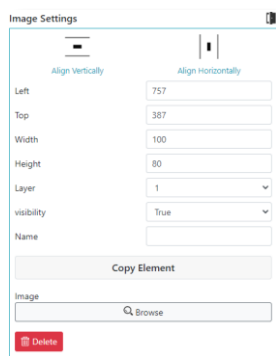 Image Settings
Align Vertically Align Horizontally
Left 757
Top 387
Width 100
Height 80
Layer 1
visibility True
Name
Copy Element
Image
Browse
Delete